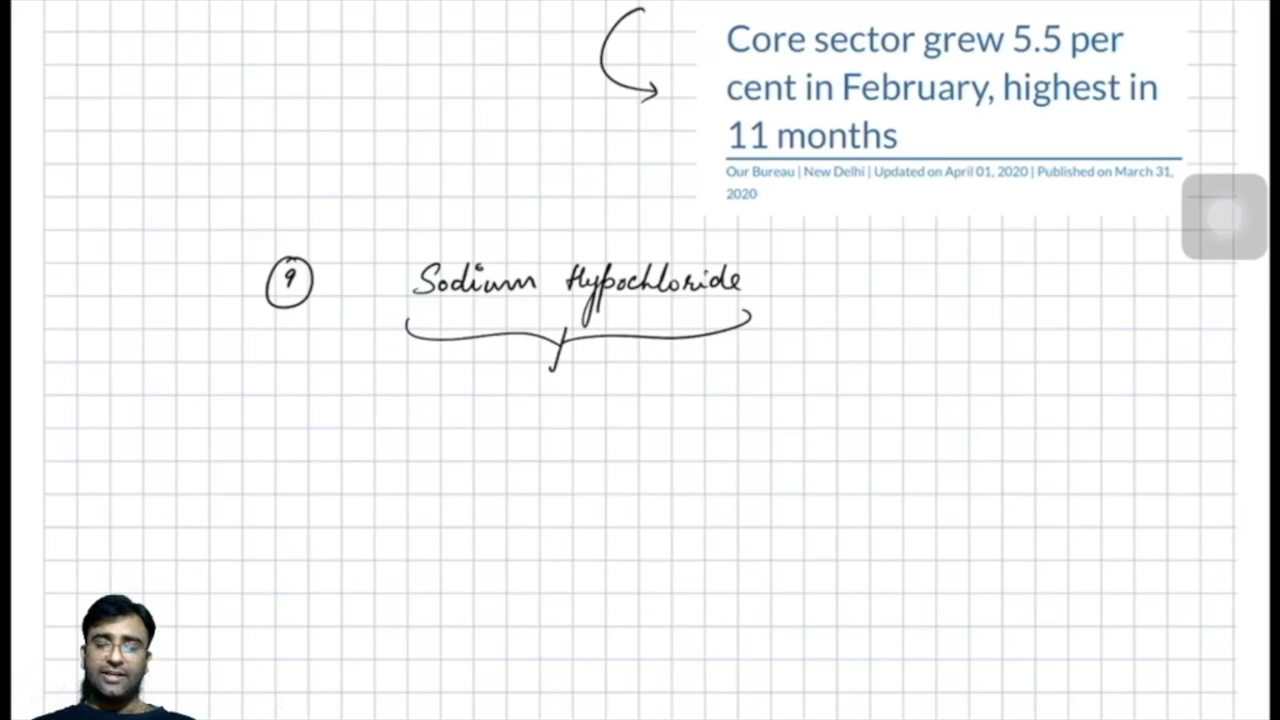 Core sector grew 5.5 per
cent in February, highest in
11 months
Our Bureau | New Delhi | Updated on April 01, 2020 | Published on March 31,
2020
9 Sodium Hypochloride